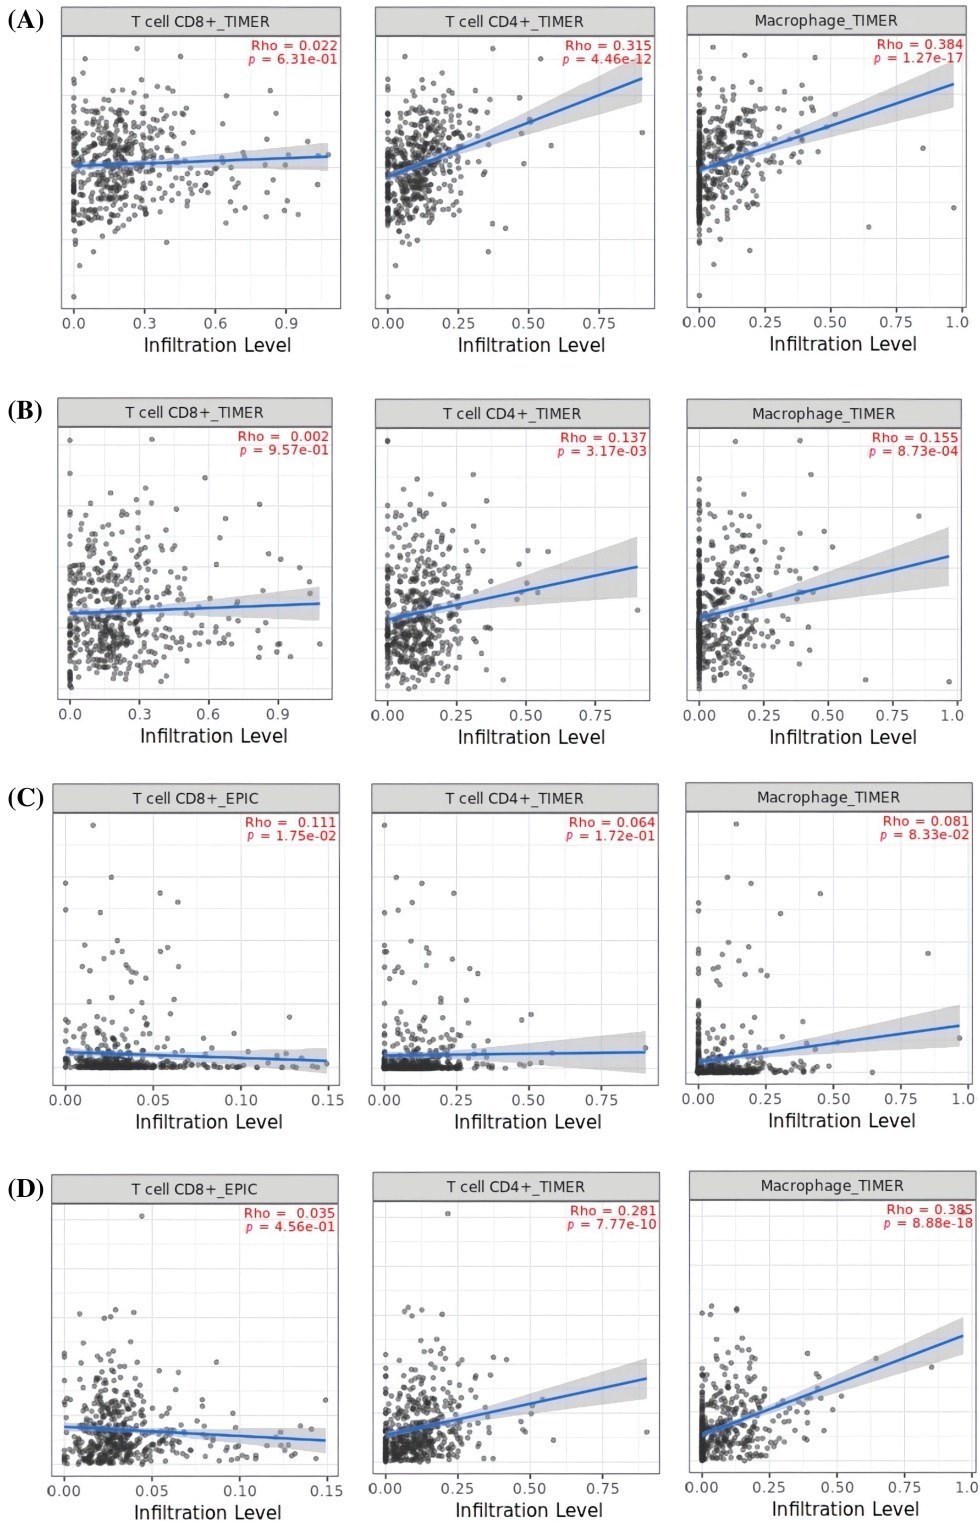 (A)
T cell CD8+_TIMER
Rho = 0.022
p = 6.31e-01
0.0 0.3 0.6 0.9
Infiltration Level
T cell CD4+_TIMER
Rho = 0.315
p = 4.46e-12
0.00 0.25 0.50 0.75
Infiltration Level
Macrophage_TIMER
Rho = 0.384
p = 1.27e-17
0.00 0.25 0.50 0.75 1.0
Infiltration Level
(B)
T cell CD8+_TIMER
Rho = 0.002
p = 9.57e-01
0.0 0.3 0.6 0.9
Infiltration Level
T cell CD4+_TIMER
Rho = 0.137
p = 3.17e-03
0.00 0.25 0.50 0.75
Infiltration Level
Macrophage_TIMER
Rho = 0.155
p = 8.73e-04
0.00 0.25 0.50 0.75 1.0
Infiltration Level
(C)
T cell CD8+_EPIC
Rho = 0.111
p = 1.75e-02
0.00 0.05 0.10 0.15
Infiltration Level
T cell CD4+_TIMER
Rho = 0.064
p = 1.72e-01
0.00 0.25 0.50 0.75
Infiltration Level
Macrophage_TIMER
Rho = 0.081
p = 8.33e-02
0.00 0.25 0.50 0.75 1.0
Infiltration Level
(D)
T cell CD8+_EPIC
Rho = 0.035
p = 4.56e-01
0.00 0.05 0.10 0.15
Infiltration Level
T cell CD4+_TIMER
Rho = 0.281
p = 7.77e-10
0.00 0.25 0.50 0.75
Infiltration Level
Macrophage_TIMER
Rho = 0.385
p = 8.88e-18
0.00 0.25 0.50 0.75 1.0
Infiltration Level